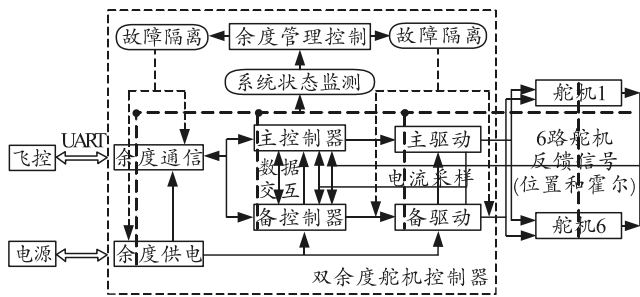 故障隔离
余度管理控制
故障隔离
系统状态监测
舵机1
UART
主控制器
主驱动
6路舵机
反馈信号
(位置和霍尔)
飞控
余度通信
数据
交互
电流采样
备控制器
备驱动
舵机6
电源
余度供电
双余度舵机控制器